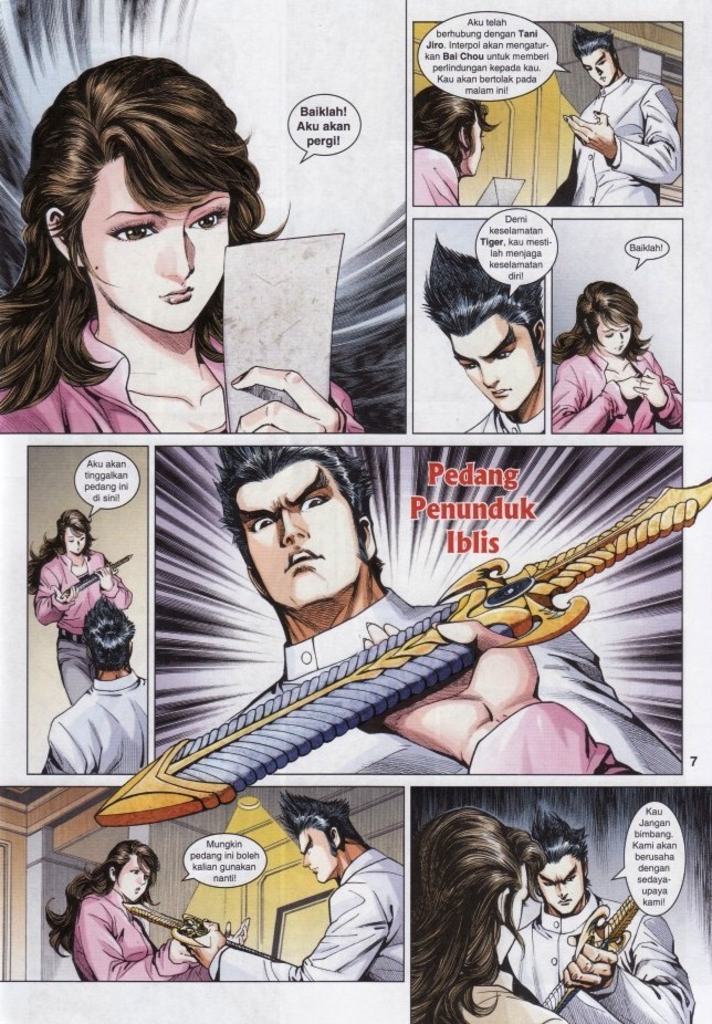 Baiklah!
Aku akan
pergi!
Aku telah
berhubung dengan Tani
Jiro. Interpol akan mengatur-
kan Bai Chou untuk memberi
perlindungan kepada kau.
Kau akan bertolak pada
malam ini!
Demi
keselamatan
Tiger, kau mesti-
lah menjaga
keselamatan
diri!
Baiklah!
Aku akan
tinggalkan
pedang ini
di sini!
Pedang
Penunduk
Iblis
7
Mungkin
pedang ini boleh
kalian gunakan
nanti!
Kau
Jangan
bimbang.
Kami akan
berusaha
dengan
sedaya-
upaya
kami!